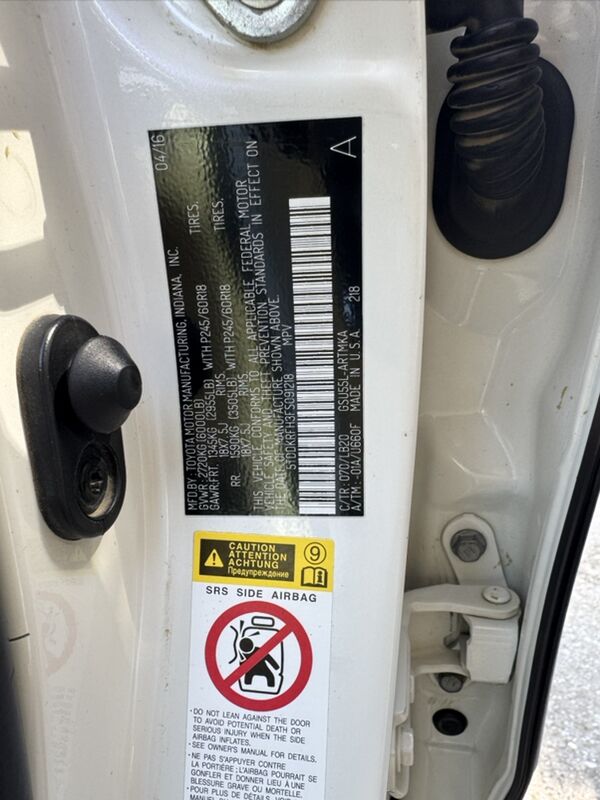 MFD.BY: TOYOTA MOTOR MANUFACTURING, INDIANA, INC. 04/16
GVWR: 2720KG(6000LB)
GAWR:FRT. 1345KG (2955LB) WITH P245/60R18 TIRES,
18X7.5J RIMS,
RR 1590KG (3505LB) WITH P245/60R18 TIRES,
18X7.5J RIMS,
THIS VEHICLE CONFORMS TO ALL APPLICABLE FEDERAL MOTOR
VEHICLE SAFETY AND THEFT PREVENTION STANDARDS IN EFFECT ON
THE DATE OF MANUFACTURE SHOWN ABOVE.
5TDDKRFH3FS091218
MPV
C/TR: 070/LB20 GSU55L-ARTMKA
A/TM: -01A/U660F MADE IN U.S.A. 218
A
CAUTION
ATTENTION
ACHTUNG
Предупреждение
9
SRS SIDE AIRBAG
· DO NOT LEAN AGAINST THE DOOR
TO AVOID POTENTIAL DEATH OR
SERIOUS INJURY WHEN THE SIDE
AIRBAG INFLATES.
· SEE OWNER'S MANUAL FOR DETAILS.
· NE PAS S'APPUYER CONTRE
LA PORTIÈRE ; L'AIRBAG POURRAIT SE
GONFLER ET DONNER LIEU À UNE
BLESSURE GRAVE OU MORTELLE.
· POUR PLUS DE DÉTAILS, VOIR